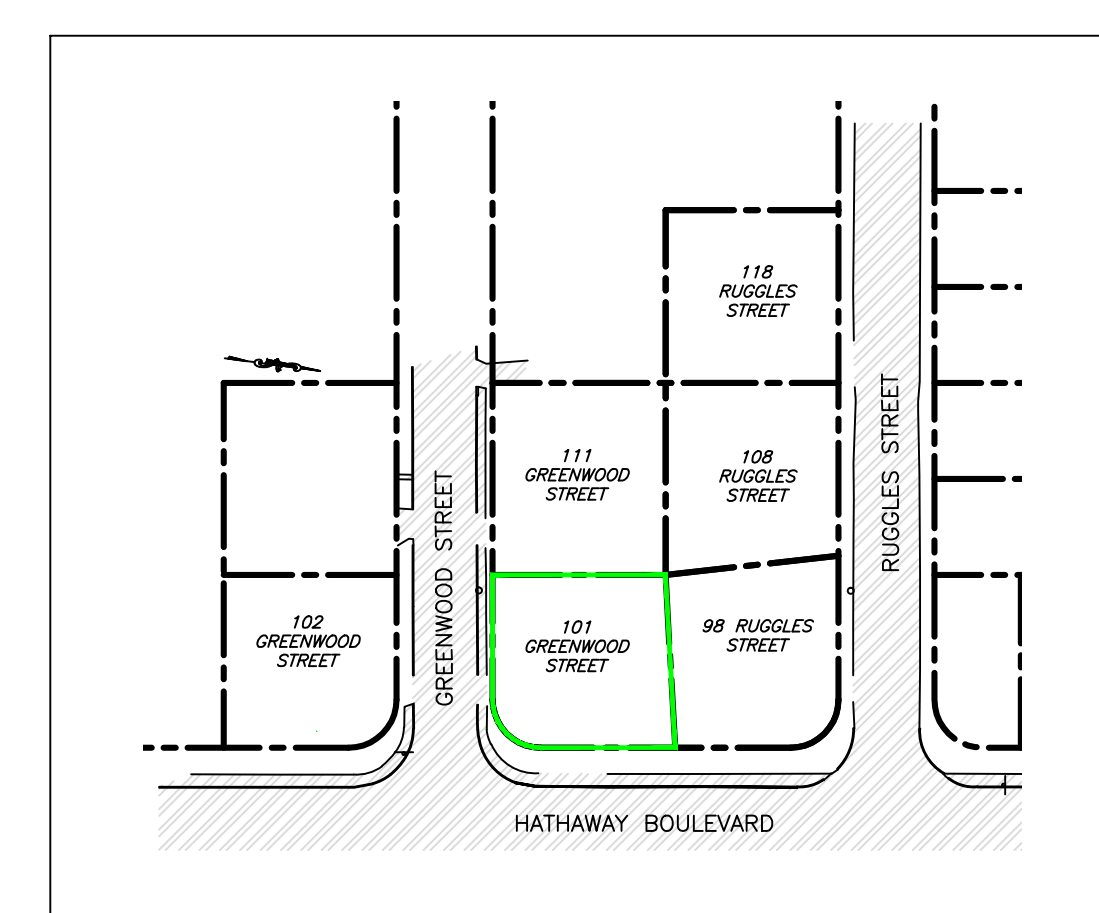 118
RUGGLES
STREET
111
GREENWOOD
STREET
108
RUGGLES
STREET
RUGGLES STREET
GREENWOOD STREET
102
GREENWOOD
STREET
101
GREENWOOD
STREET
98 RUGGLES
STREET
HATHAWAY BOULEVARD